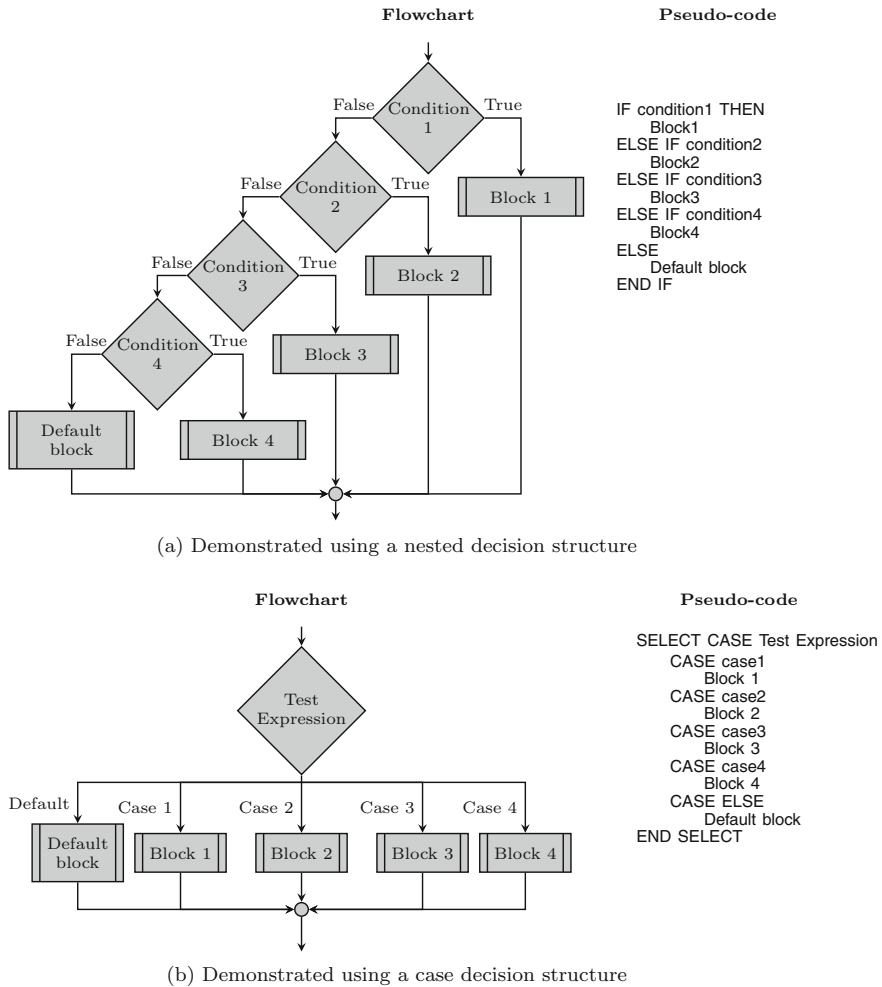 Flowchart
Pseudo-code
False
Condition
1
True
IF condition1 THEN
Block1
ELSE IF condition2
Block2
ELSE IF condition3
Block3
ELSE IF condition4
Block4
ELSE
Default block
END IF
False
Condition
2
True
Block 1
False
Condition
3
True
Block 2
False
Condition
4
True
Block 3
Default
block
Block 4
(a) Demonstrated using a nested decision structure
Flowchart
Pseudo-code
Test
Expression
SELECT CASE Test Expression
CASE case1
Block 1
CASE case2
Block 2
CASE case3
Block 3
CASE case4
Block 4
CASE ELSE
Default block
END SELECT
Default
Case 1
Case 2
Case 3
Case 4
Default
block
Block 1
Block 2
Block 3
Block 4
(b) Demonstrated using a case decision structure